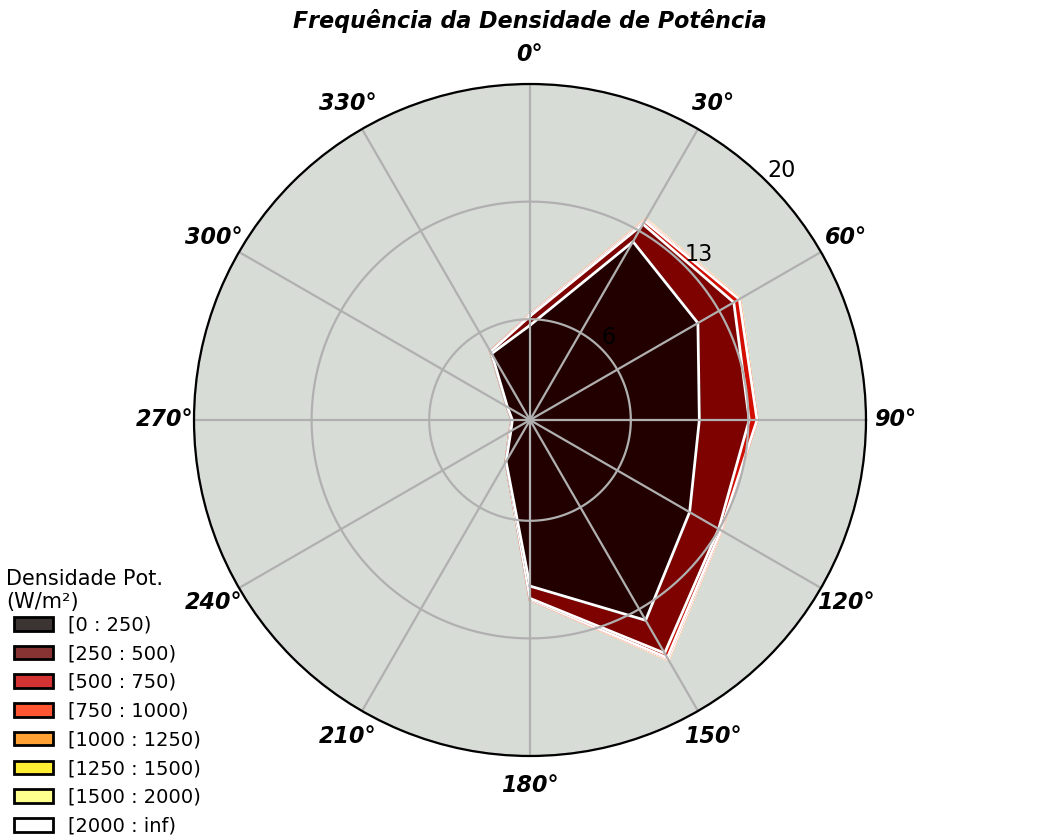 Frequência da Densidade de Potência
0°
330°
30°
20
300°
60°
13
6
270°
90°
240°
120°
210°
150°
180°
Densidade Pot.
(W/m²)
[0 : 250)
[250 : 500)
[500 : 750)
[750 : 1000)
[1000 : 1250)
[1250 : 1500)
[1500 : 2000)
[2000 : inf)